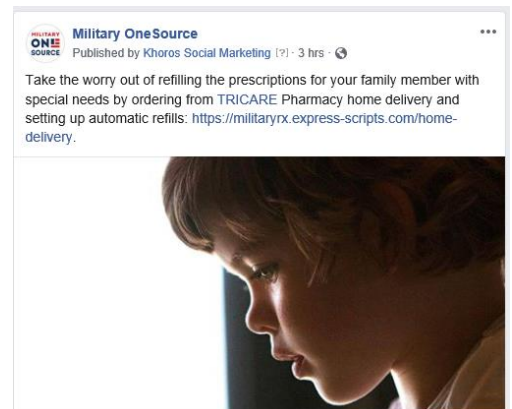 MILITARY
ONE
SOURCE
Military OneSource
Published by Khoros Social Marketing [?] · 3 hrs ·
Take the worry out of refilling the prescriptions for your family member with
special needs by ordering from TRICARE Pharmacy home delivery and
setting up automatic refills: https://militaryrx.express-scripts.com/home-
delivery.